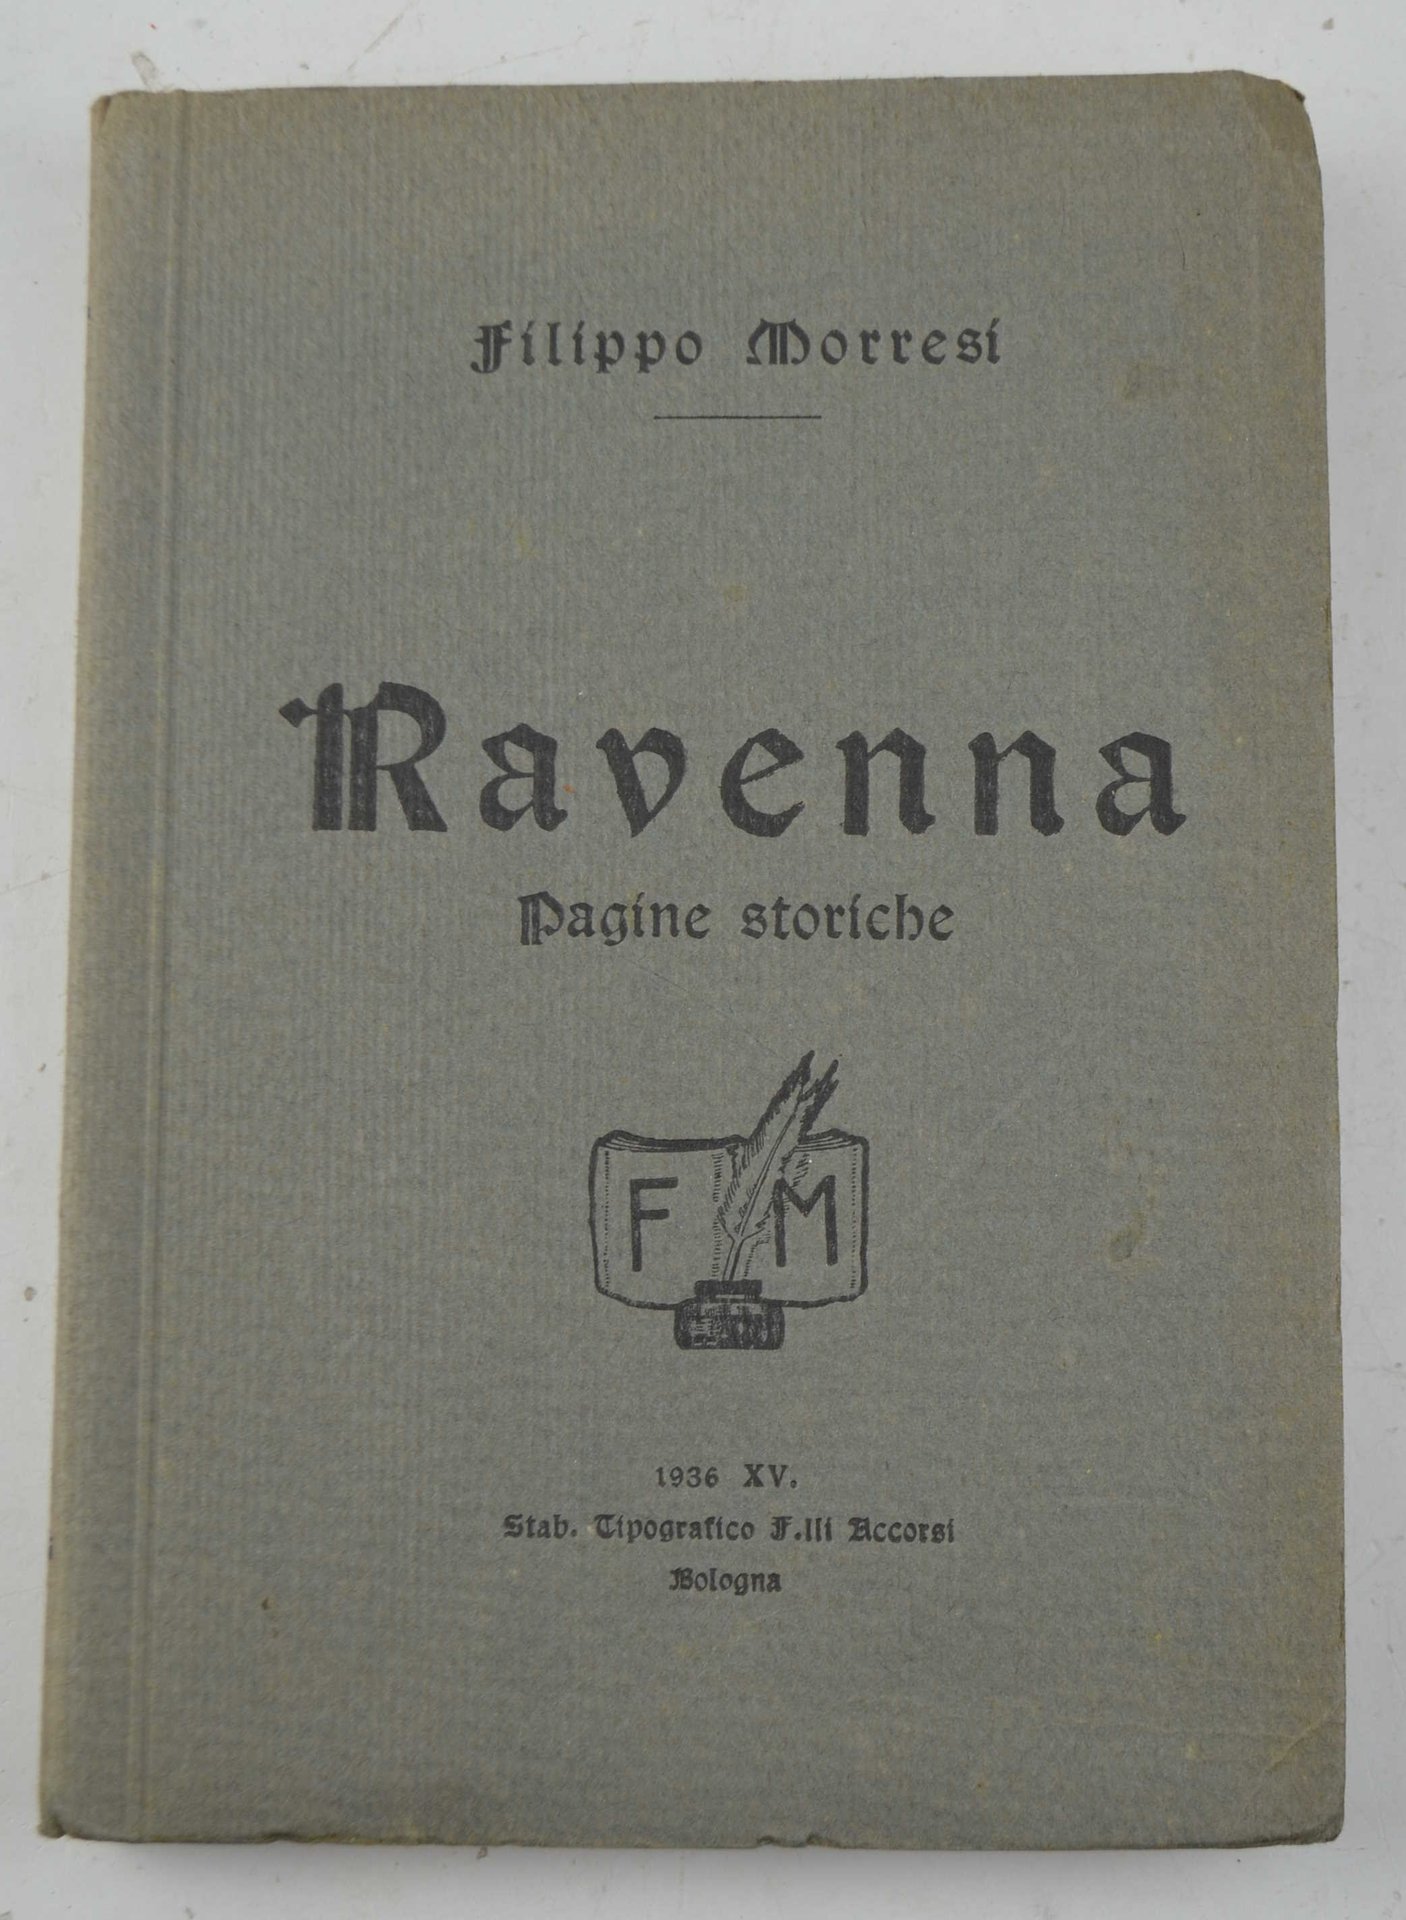 Filippo Morresi
Ravenna
Pagine storiche
F M
1936 XV.
Stab. Tipografico F.lli Accorsi
Bologna